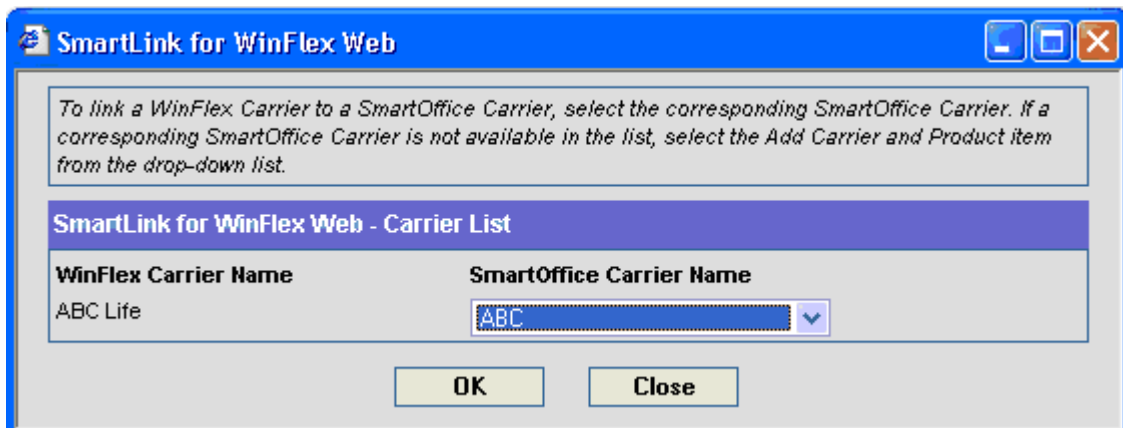 SmartLink for WinFlex Web
To link a WinFlex Carrier to a SmartOffice Carrier, select the corresponding SmartOffice Carrier. If a
corresponding SmartOffice Carrier is not available in the list, select the Add Carrier and Product item
from the drop-down list.
SmartLink for WinFlex Web - Carrier List
WinFlex Carrier Name SmartOffice Carrier Name
ABC Life ABC
OK Close